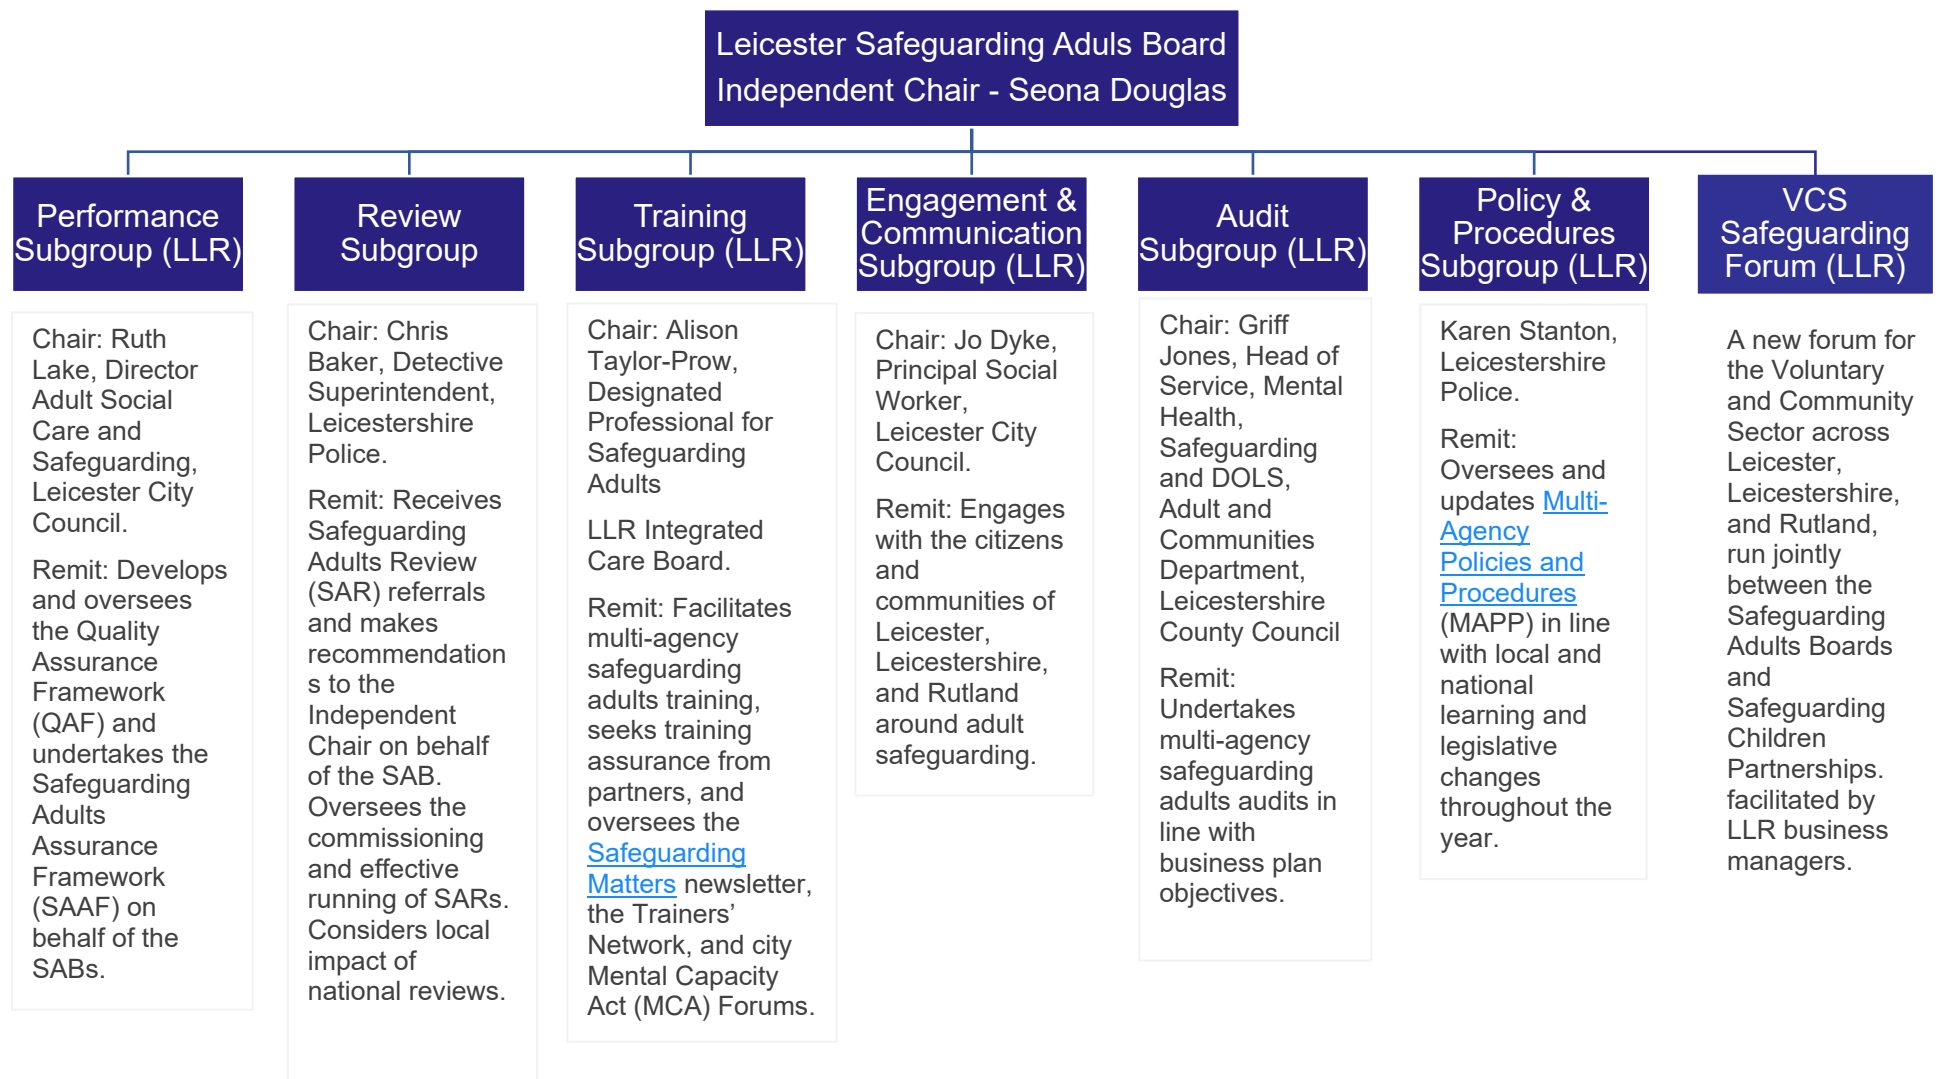 Leicester Safeguarding Aduls Board
Independent Chair - Seona Douglas
Performance
Subgroup (LLR)
Chair: Ruth
Lake, Director
Adult Social
Care and
Safeguarding,
Leicester City
Council.
Remit: Develops
and oversees
the Quality
Assurance
Framework
(QAF) and
undertakes the
Safeguarding
Adults
Assurance
Framework
(SAAF) on
behalf of the
SABs.
Review
Subgroup
Chair: Chris
Baker, Detective
Superintendent,
Leicestershire
Police.
Remit: Receives
Safeguarding
Adults Review
(SAR) referrals
and makes
recommendation
s to the
Independent
Chair on behalf
of the SAB.
Oversees the
commissioning
and effective
running of SARs.
Considers local
impact of
national reviews.
Training
Subgroup (LLR)
Chair: Alison
Taylor-Prow,
Designated
Professional for
Safeguarding
Adults
LLR Integrated
Care Board.
Remit: Facilitates
multi-agency
safeguarding
adults training,
seeks training
assurance from
partners, and
oversees the
Safeguarding
Matters newsletter,
the Trainers’
Network, and city
Mental Capacity
Act (MCA) Forums.
Engagement &
Communication
Subgroup (LLR)
Chair: Jo Dyke,
Principal Social
Worker,
Leicester City
Council.
Remit: Engages
with the citizens
and
communities of
Leicester,
Leicestershire,
and Rutland
around adult
safeguarding.
Audit
Subgroup (LLR)
Chair: Griff
Jones, Head of
Service, Mental
Health,
Safeguarding
and DOLS,
Adult and
Communities
Department,
Leicestershire
County Council
Remit:
Undertakes
multi-agency
safeguarding
adults audits in
line with
business plan
objectives.
Policy &
Procedures
Subgroup (LLR)
Karen Stanton,
Leicestershire
Police.
Remit:
Oversees and
updates Multi-
Agency
Policies and
Procedures
(MAPP) in line
with local and
national
learning and
legislative
changes
throughout the
year.
VCS
Safeguarding
Forum (LLR)
A new forum for
the Voluntary
and Community
Sector across
Leicester,
Leicestershire,
and Rutland,
run jointly
between the
Safeguarding
Adults Boards
and
Safeguarding
Children
Partnerships.
facilitated by
LLR business
managers.